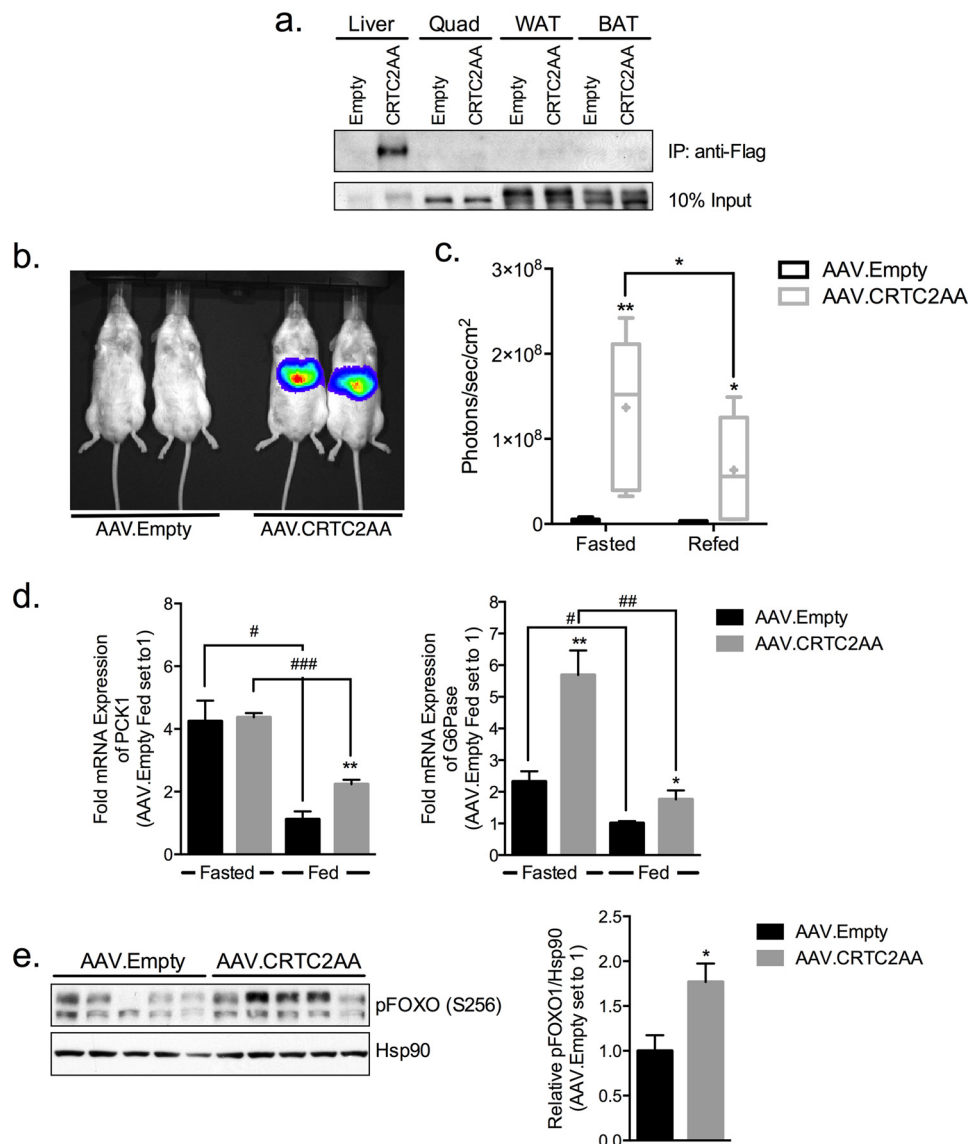 a.
Liver Quad WAT BAT
Empty CRTC2AA Empty CRTC2AA Empty CRTC2AA Empty CRTC2AA
IP: anti-Flag
10% Input
b.
AAV.Empty AAV.CRTC2AA
c.
Photons/sec/cm²
3×10⁸
2×10⁸
1×10⁸
0
** * *
Fasted Refed
AAV.Empty
AAV.CRTC2AA
d.
Fold mRNA Expression
of PCK1
(AAV.Empty Fed set to1)
8
6
4
2
0
#
###
**
Fasted Fed
Fold mRNA Expression
of G6Pase
(AAV.Empty Fed set to 1)
8
7
6
5
4
3
2
1
0
# ##
**
*
Fasted Fed
AAV.Empty
AAV.CRTC2AA
e.
AAV.Empty AAV.CRTC2AA
pFOXO (S256)
Hsp90
Relative pFOXO1/Hsp90
(AAV.Empty set to 1)
2.5
2.0
1.0
0.5
0.0
*
AAV.Empty
AAV.CRTC2AA